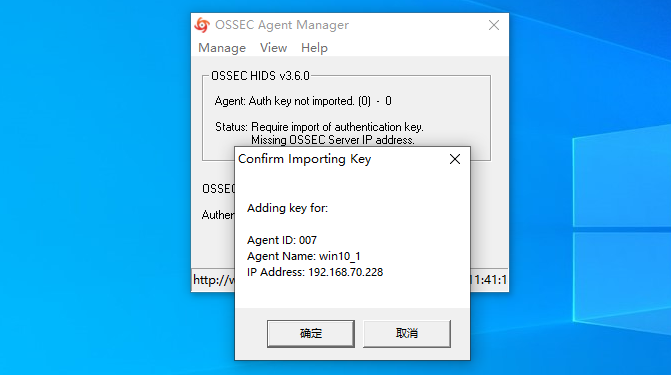 OSSEC Agent Manager
Manage View Help
OSSEC HIDS v3.6.0
Agent: Auth key not imported. (0) - 0
Status: Require import of authentication key.
Missing OSSEC Server IP address.
Confirm Importing Key
OSSEC
Adding key for:
Agent ID: 007
Agent Name: win10_1
IP Address: 192.168.70.228
http://w
11:41:1
确定
取消